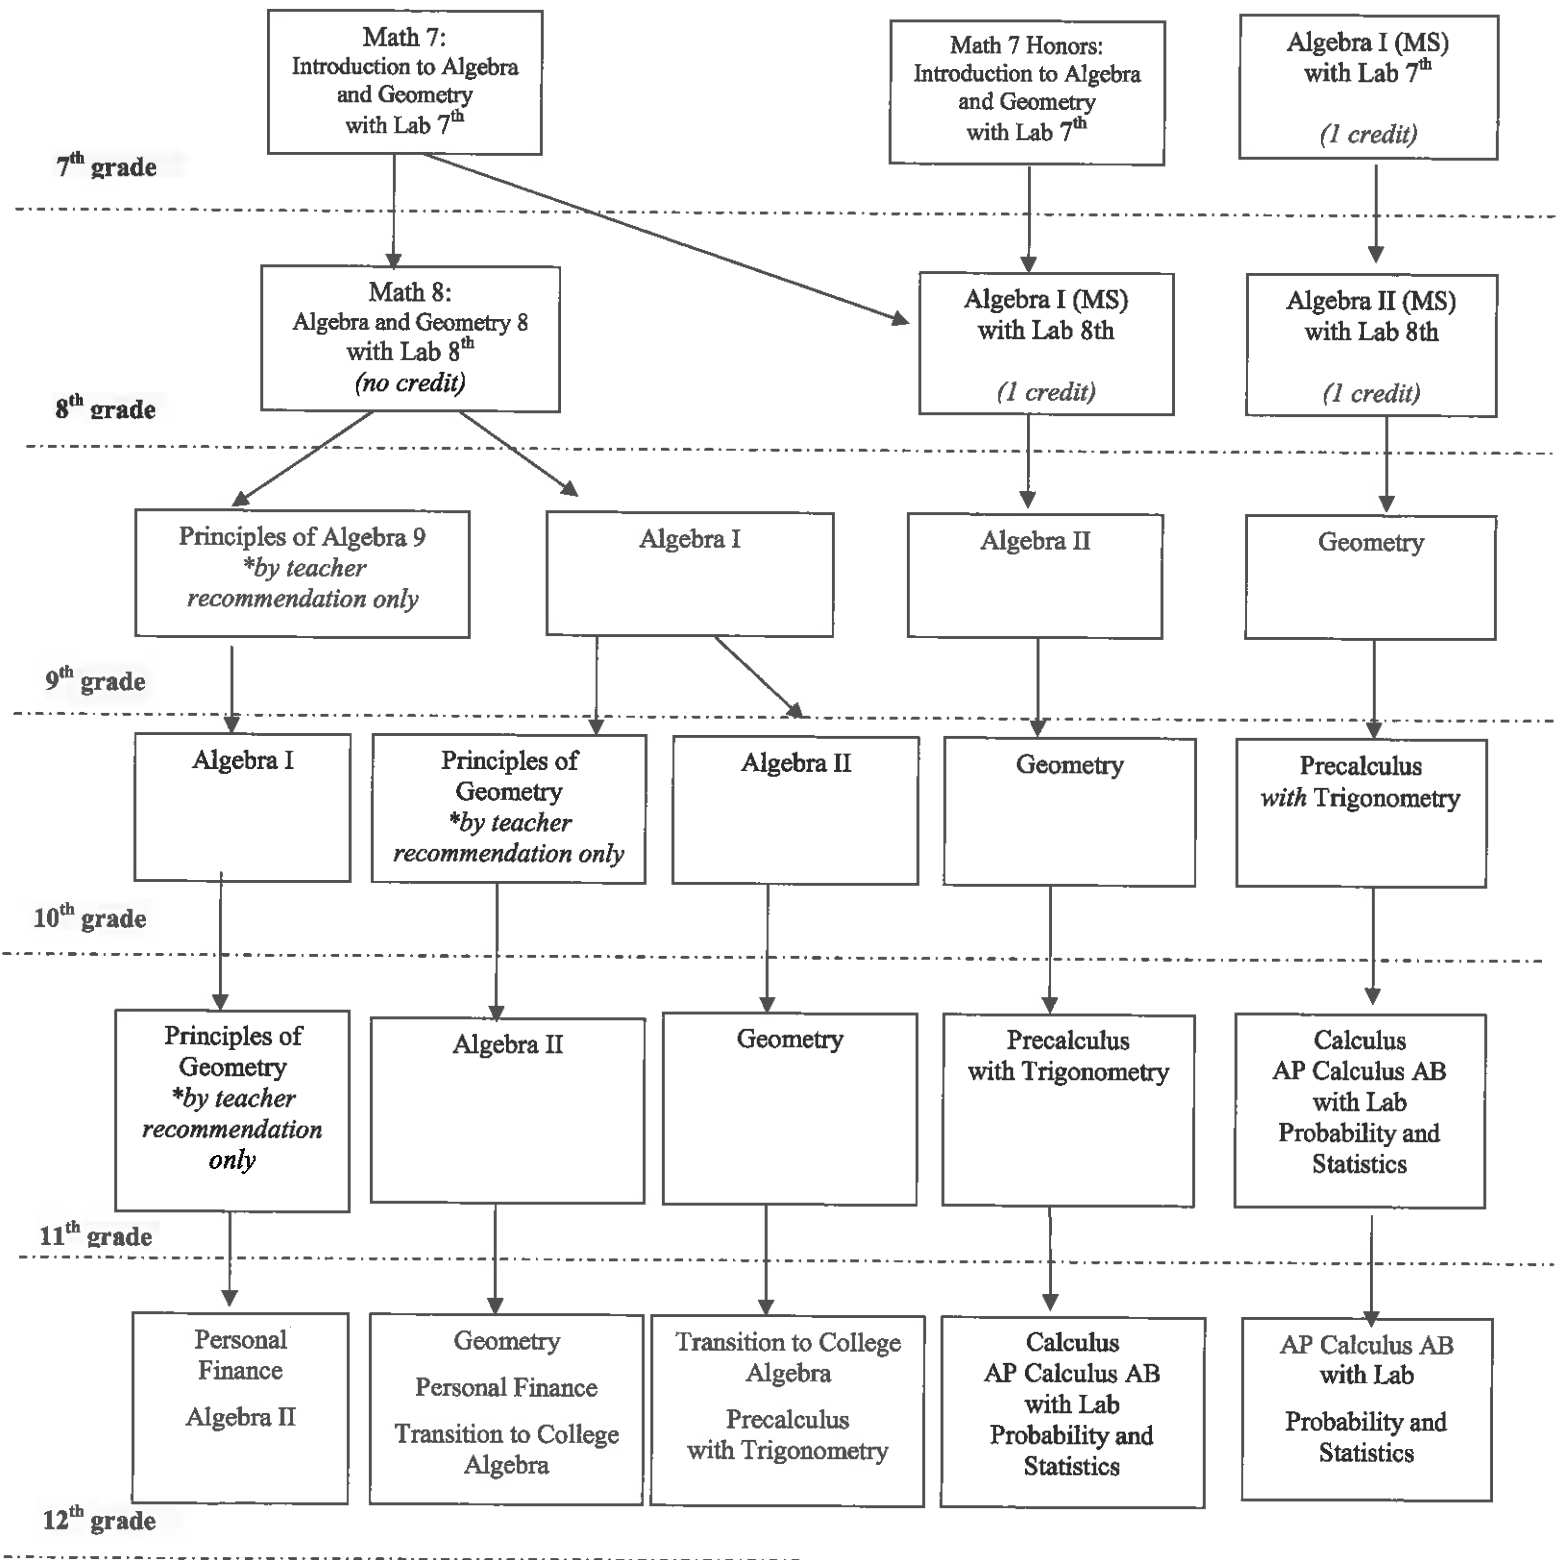 Math 7:
Introduction to Algebra
and Geometry
with Lab 7th
Math 7 Honors:
Introduction to Algebra
and Geometry
with Lab 7th
Algebra I (MS)
with Lab 7th
(1 credit)
7th grade
Math 8:
Algebra and Geometry 8
with Lab 8th
(no credit)
Algebra I (MS)
with Lab 8th
(1 credit)
Algebra II (MS)
with Lab 8th
(1 credit)
8th grade
Principles of Algebra 9
*by teacher
recommendation only
Algebra I
Algebra II
Geometry
9th grade
Algebra I
Principles of
Geometry
*by teacher
recommendation only
Algebra II
Geometry
Precalculus
with Trigonometry
10th grade
Principles of
Geometry
*by teacher
recommendation
only
Algebra II
Geometry
Precalculus
with Trigonometry
Calculus
AP Calculus AB
with Lab
Probability and
Statistics
11th grade
Personal
Finance
Algebra II
Geometry
Personal Finance
Transition to College
Algebra
Transition to College
Algebra
Precalculus
with Trigonometry
Calculus
AP Calculus AB
with Lab
Probability and
Statistics
AP Calculus AB
with Lab
Probability and
Statistics
12th grade